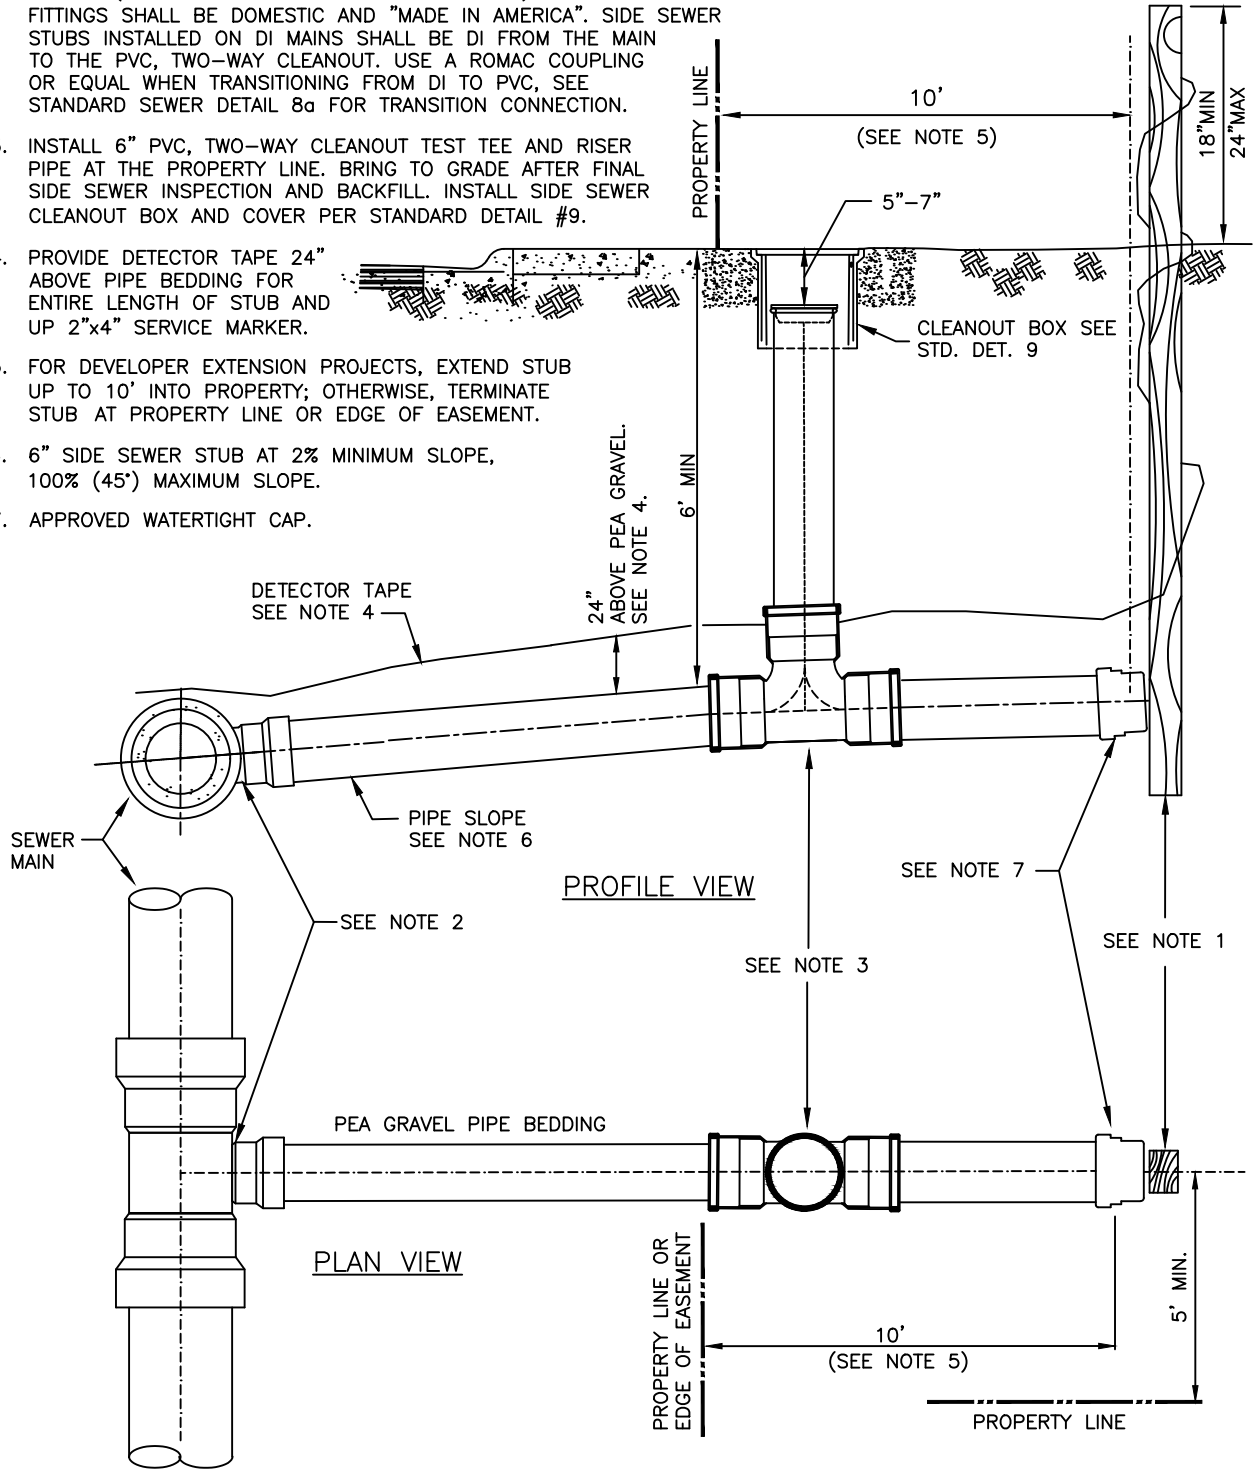 FITTINGS SHALL BE DOMESTIC AND "MADE IN AMERICA". SIDE SEWER
STUBS INSTALLED ON DI MAINS SHALL BE DI FROM THE MAIN
TO THE PVC, TWO-WAY CLEANOUT. USE A ROMAC COUPLING
OR EQUAL WHEN TRANSITIONING FROM DI TO PVC, SEE
STANDARD SEWER DETAIL 8a FOR TRANSITION CONNECTION.
INSTALL 6" PVC, TWO-WAY CLEANOUT TEST TEE AND RISER
PIPE AT THE PROPERTY LINE. BRING TO GRADE AFTER FINAL
SIDE SEWER INSPECTION AND BACKFILL. INSTALL SIDE SEWER
CLEANOUT BOX AND COVER PER STANDARD DETAIL #9.
PROVIDE DETECTOR TAPE 24"
ABOVE PIPE BEDDING FOR
ENTIRE LENGTH OF STUB AND
UP 2"x4" SERVICE MARKER.
FOR DEVELOPER EXTENSION PROJECTS, EXTEND STUB
UP TO 10' INTO PROPERTY; OTHERWISE, TERMINATE
STUB AT PROPERTY LINE OR EDGE OF EASEMENT.
6" SIDE SEWER STUB AT 2% MINIMUM SLOPE,
100% (45°) MAXIMUM SLOPE.
APPROVED WATERTIGHT CAP.
PROPERTY LINE
10'
(SEE NOTE 5)
18"MIN
24"MAX
5"-7"
CLEANOUT BOX SEE
STD. DET. 9
6' MIN
24"
ABOVE PEA GRAVEL.
SEE NOTE 4.
DETECTOR TAPE
SEE NOTE 4
PIPE SLOPE
SEE NOTE 6
SEWER
MAIN
PROFILE VIEW
SEE NOTE 7
SEE NOTE 2
SEE NOTE 3
SEE NOTE 1
PEA GRAVEL PIPE BEDDING
PLAN VIEW
PROPERTY LINE OR
EDGE OF EASEMENT
10'
(SEE NOTE 5)
5' MIN.
PROPERTY LINE